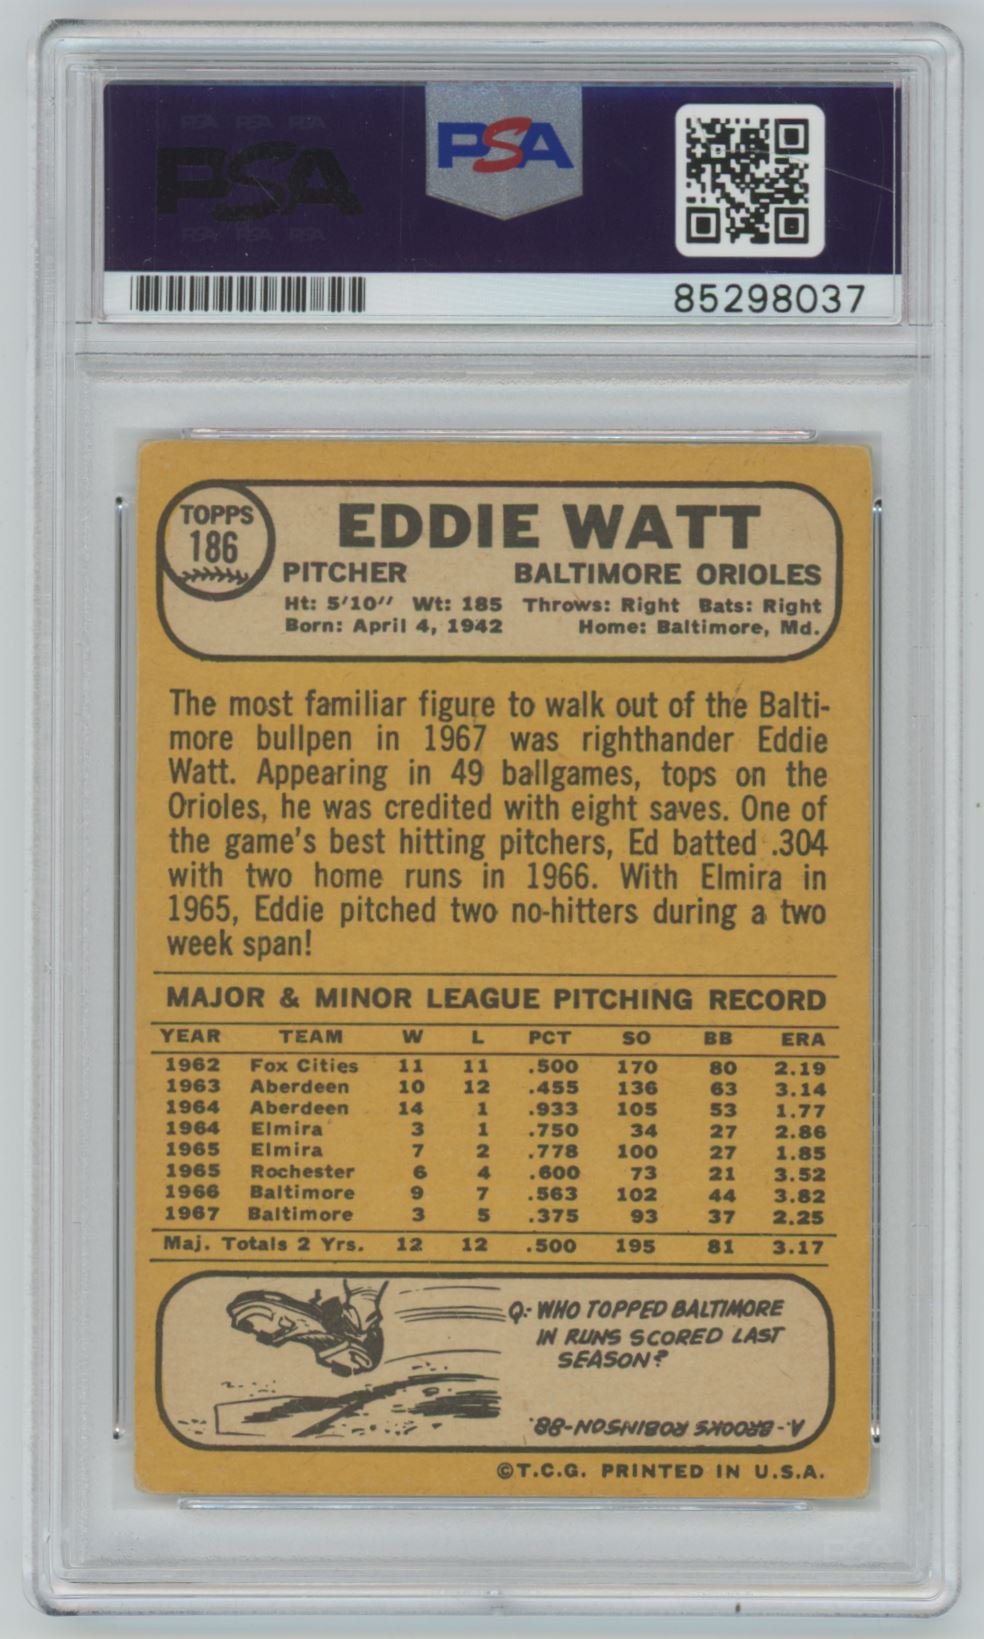 PSA PSA PSA
PSA
PSA PSA PSA
PSA
85298037
TOPPS
186
EDDIE WATT
PITCHER BALTIMORE ORIOLES
Ht: 5'10" Wt: 185 Throws: Right Bats: Right
Born: April 4, 1942 Home: Baltimore, Md.
The most familiar figure to walk out of the Balti-
more bullpen in 1967 was righthander Eddie
Watt. Appearing in 49 ballgames, tops on the
Orioles, he was credited with eight saves. One of
the game's best hitting pitchers, Ed batted .304
with two home runs in 1966. With Elmira in
1965, Eddie pitched two no-hitters during a two
week span!
MAJOR & MINOR LEAGUE PITCHING RECORD
YEAR TEAM W L PCT SO BB ERA
1962 Fox Cities 11 11 .500 170 80 2.19
1963 Aberdeen 10 12 .455 136 63 3.14
1964 Aberdeen 14 1 .933 105 53 1.77
1964 Elmira 3 1 .750 34 27 2.86
1965 Elmira 7 2 .778 100 27 1.85
1965 Rochester 6 4 .600 73 21 3.52
1966 Baltimore 9 7 .563 102 44 3.82
1967 Baltimore 3 5 .375 93 37 2.25
Maj. Totals 2 Yrs. 12 12 .500 195 81 3.17
Q:- WHO TOPPED BALTIMORE
IN RUNS SCORED LAST
SEASON?
A.- BROOKS ROBINSON-88.
©T.C.G. PRINTED IN U.S.A.
PSA